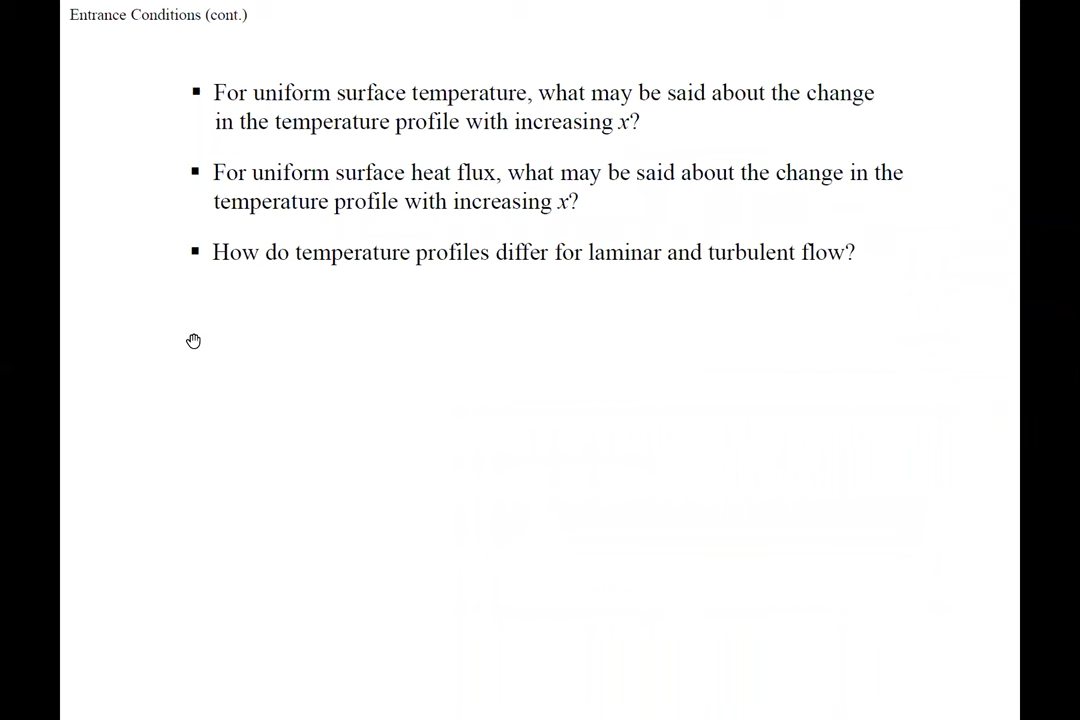 Entrance Conditions (cont.)
▪ For uniform surface temperature, what may be said about the change
in the temperature profile with increasing x?
▪ For uniform surface heat flux, what may be said about the change in the
temperature profile with increasing x?
▪ How do temperature profiles differ for laminar and turbulent flow?